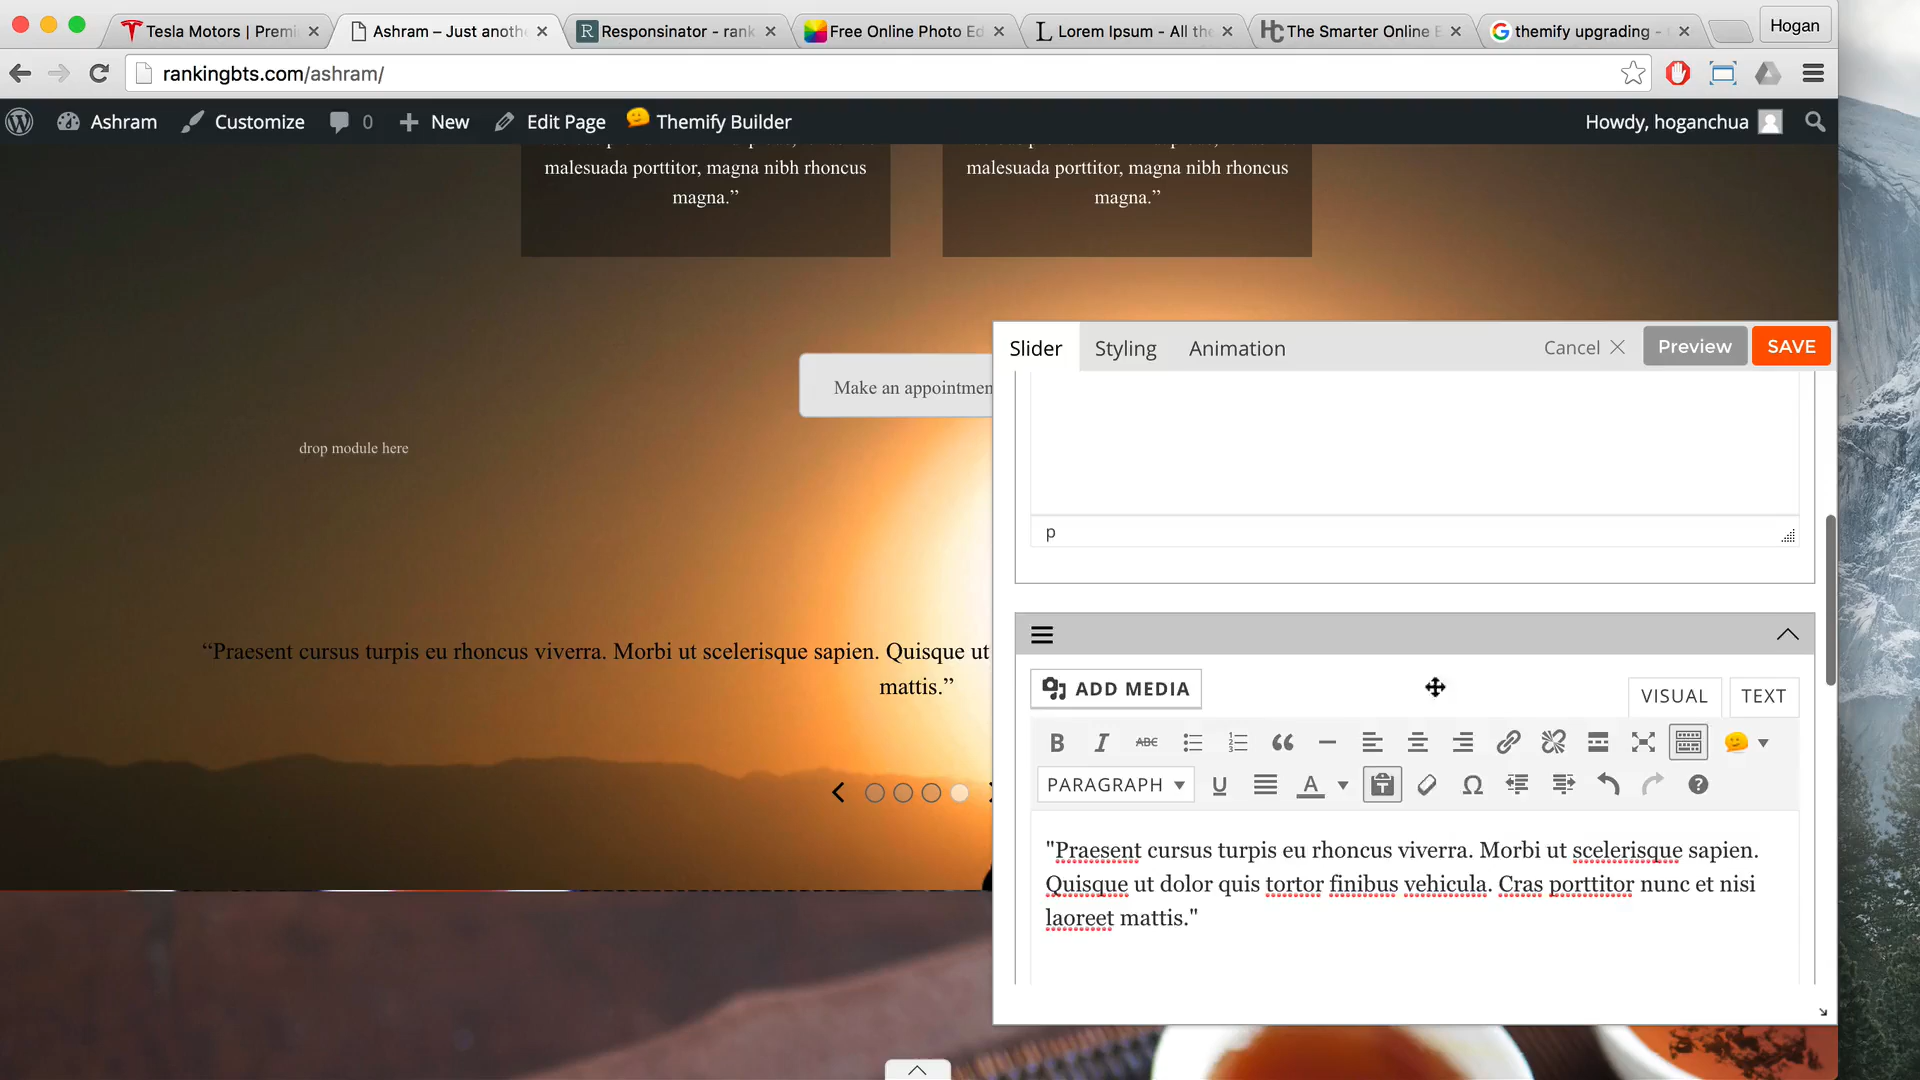 Tesla Motors | Premi
Ashram – Just anoth
Responsinator - rank
Free Online Photo Ed
Lorem Ipsum - All the
The Smarter Online E
themify upgrading -
Hogan
rankingbts.com/ashram/
Ashram
Customize
0
New
Edit Page
Themify Builder
Howdy, hoganchua
malesuada porttitor, magna nibh rhoncus
magna.”
malesuada porttitor, magna nibh rhoncus
magna.”
Make an appointmen
drop module here
“Praesent cursus turpis eu rhoncus viverra. Morbi ut scelerisque sapien. Quisque ut
mattis.”
Slider
Styling
Animation
Cancel
Preview
SAVE
p
ADD MEDIA
VISUAL
TEXT
B I ABC
PARAGRAPH
U
A
"Praesent cursus turpis eu rhoncus viverra. Morbi ut scelerisque sapien.
Quisque ut dolor quis tortor finibus vehicula. Cras porttitor nunc et nisi
laoreet mattis."